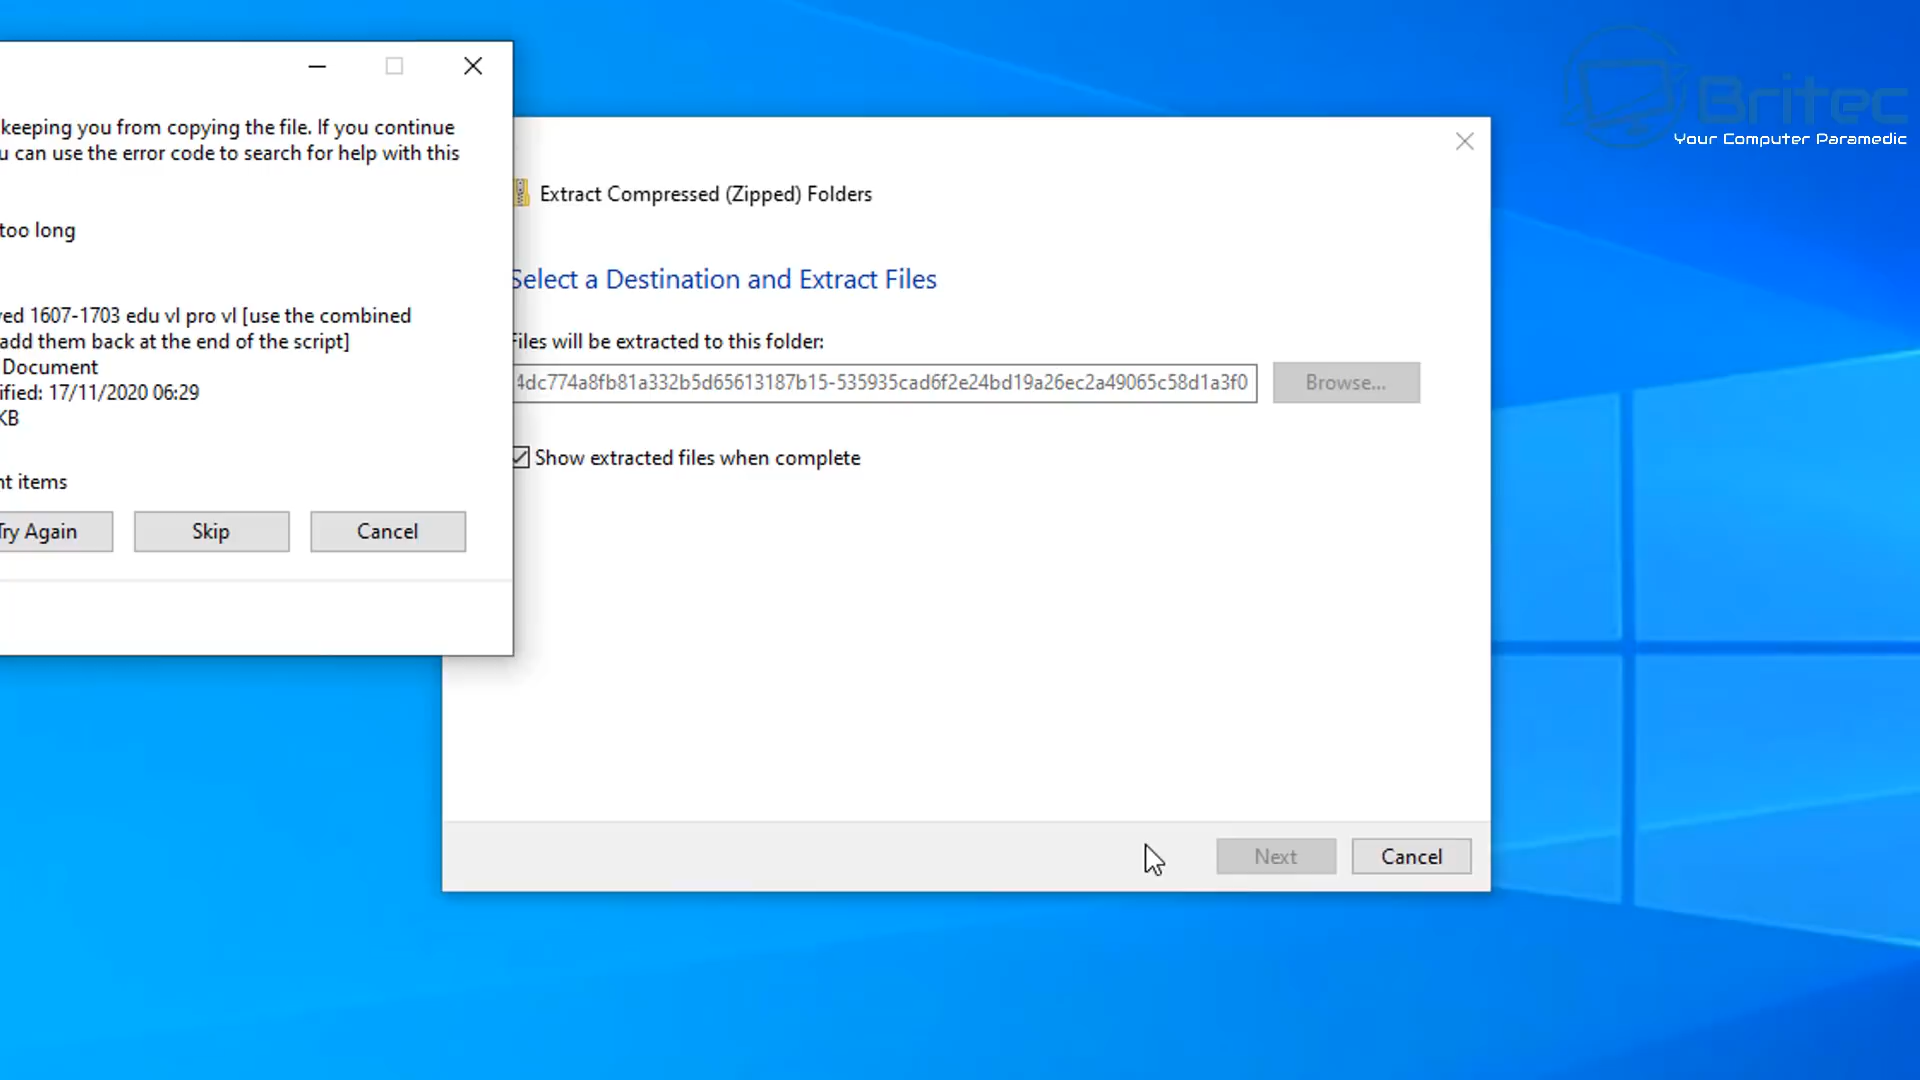 keeping you from copying the file. If you continue
can use the error code to search for help with this
too long
1607-1703 edu vl pro vl [use the combined
add them back at the end of the script]
Document
17/11/2020 06:29
KB
items
Try Again
Skip
Cancel
Extract Compressed (Zipped) Folders
Select a Destination and Extract Files
Files will be extracted to this folder:
4dc774a8fb81a332b5d65613187b15-535935cad6f2e24bd19a26ec2a49065c58d1a3f0
Browse...
Show extracted files when complete
Next
Cancel
Britec
Your Computer Paramedic